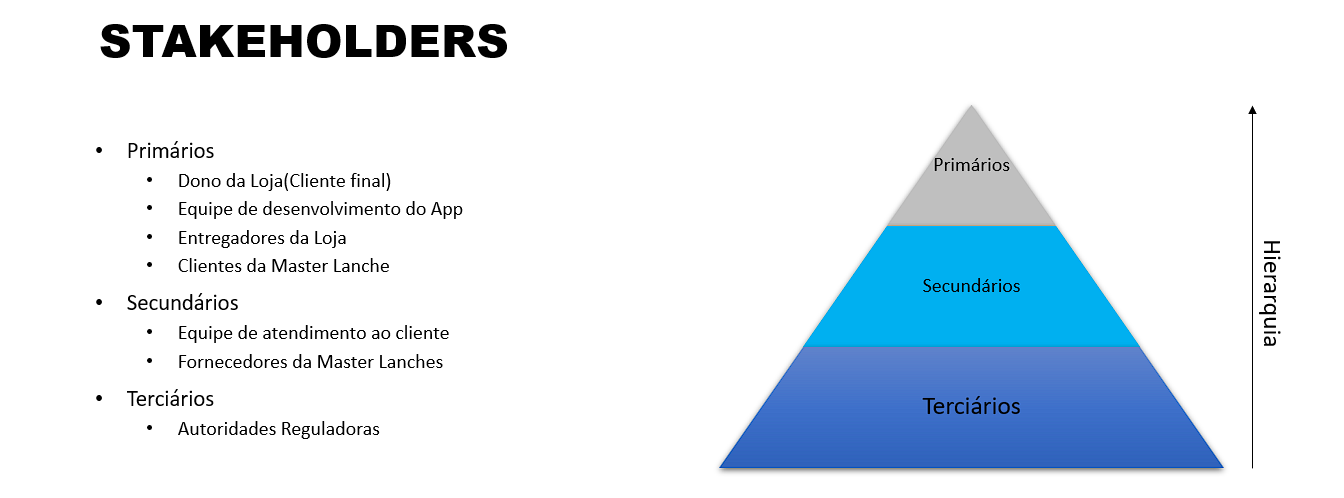 STAKEHOLDERS
• Primários
• Dono da Loja(Cliente final)
• Equipe de desenvolvimento do App
• Entregadores da Loja
• Clientes da Master Lanche
• Secundários
• Equipe de atendimento ao cliente
• Fornecedores da Master Lanches
• Terciários
• Autoridades Reguladoras
Primários
Secundários
Terciários
Hierarquia